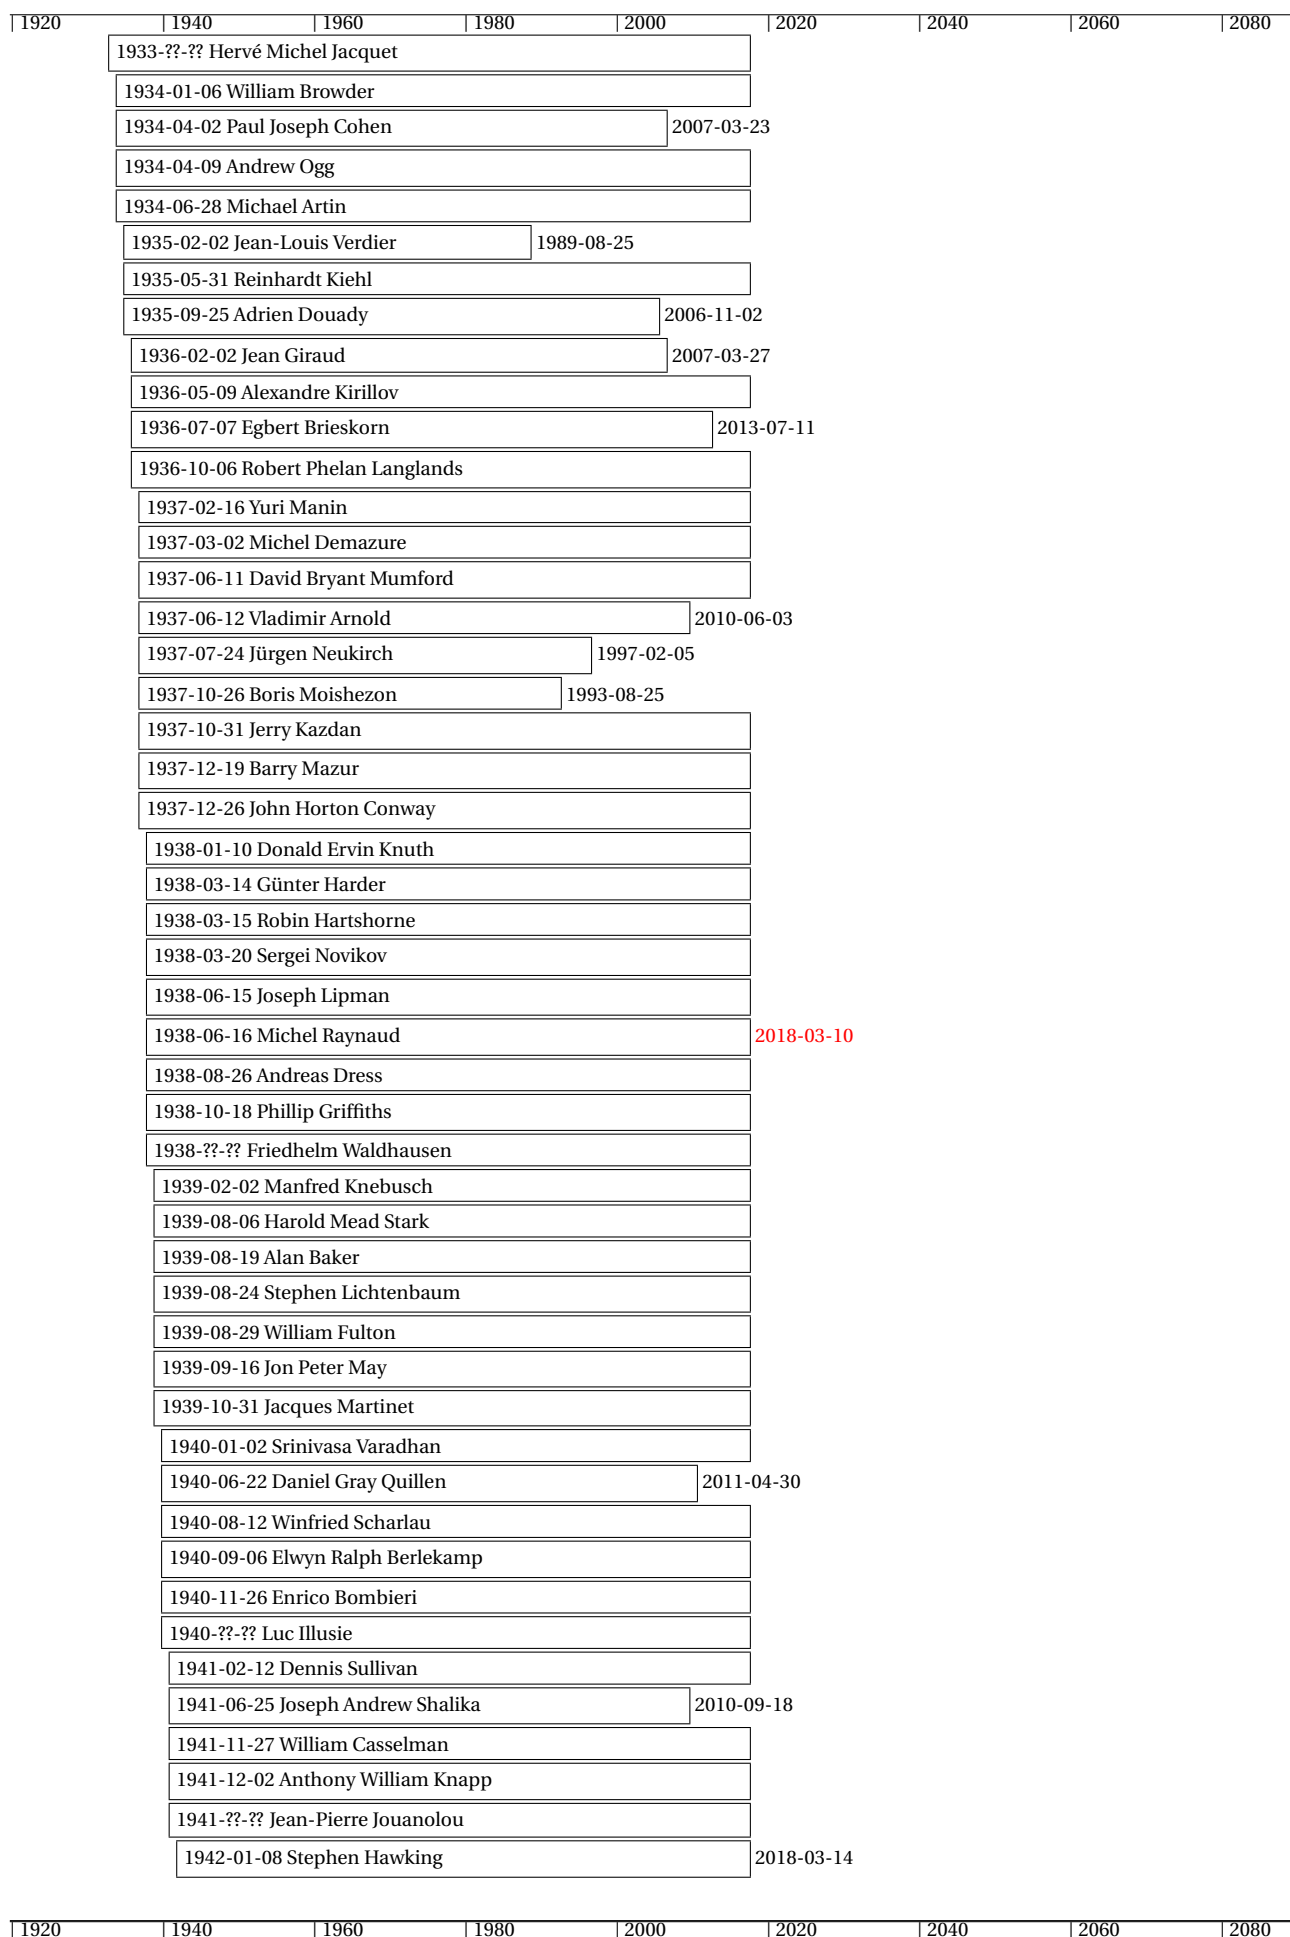 1920 1940 1960 1980 2000 2020 2040 2060 2080
1933-??-?? Hervé Michel Jacquet
1934-01-06 William Browder
1934-04-02 Paul Joseph Cohen 2007-03-23
1934-04-09 Andrew Ogg
1934-06-28 Michael Artin
1935-02-02 Jean-Louis Verdier 1989-08-25
1935-05-31 Reinhardt Kiehl
1935-09-25 Adrien Douady 2006-11-02
1936-02-02 Jean Giraud 2007-03-27
1936-05-09 Alexandre Kirillov
1936-07-07 Egbert Brieskorn 2013-07-11
1936-10-06 Robert Phelan Langlands
1937-02-16 Yuri Manin
1937-03-02 Michel Demazure
1937-06-11 David Bryant Mumford
1937-06-12 Vladimir Arnold 2010-06-03
1937-07-24 Jürgen Neukirch 1997-02-05
1937-10-26 Boris Moishezon 1993-08-25
1937-10-31 Jerry Kazdan
1937-12-19 Barry Mazur
1937-12-26 John Horton Conway
1938-01-10 Donald Ervin Knuth
1938-03-14 Günter Harder
1938-03-15 Robin Hartshorne
1938-03-20 Sergei Novikov
1938-06-15 Joseph Lipman
1938-06-16 Michel Raynaud 2018-03-10
1938-08-26 Andreas Dress
1938-10-18 Phillip Griffiths
1938-??-?? Friedhelm Waldhausen
1939-02-02 Manfred Knebusch
1939-08-06 Harold Mead Stark
1939-08-19 Alan Baker
1939-08-24 Stephen Lichtenbaum
1939-08-29 William Fulton
1939-09-16 Jon Peter May
1939-10-31 Jacques Martinet
1940-01-02 Srinivasa Varadhan
1940-06-22 Daniel Gray Quillen 2011-04-30
1940-08-12 Winfried Scharlau
1940-09-06 Elwyn Ralph Berlekamp
1940-11-26 Enrico Bombieri
1940-??-?? Luc Illusie
1941-02-12 Dennis Sullivan
1941-06-25 Joseph Andrew Shalika 2010-09-18
1941-11-27 William Casselman
1941-12-02 Anthony William Knapp
1941-??-?? Jean-Pierre Jouanolou
1942-01-08 Stephen Hawking 2018-03-14
1920 1940 1960 1980 2000 2020 2040 2060 2080